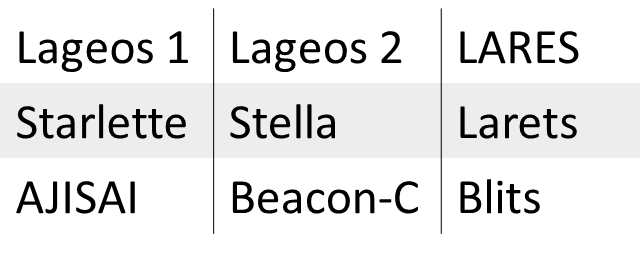 Lageos 1 Lageos 2 LARES
Starlette Stella Larets
AJISAI Beacon-C Blits